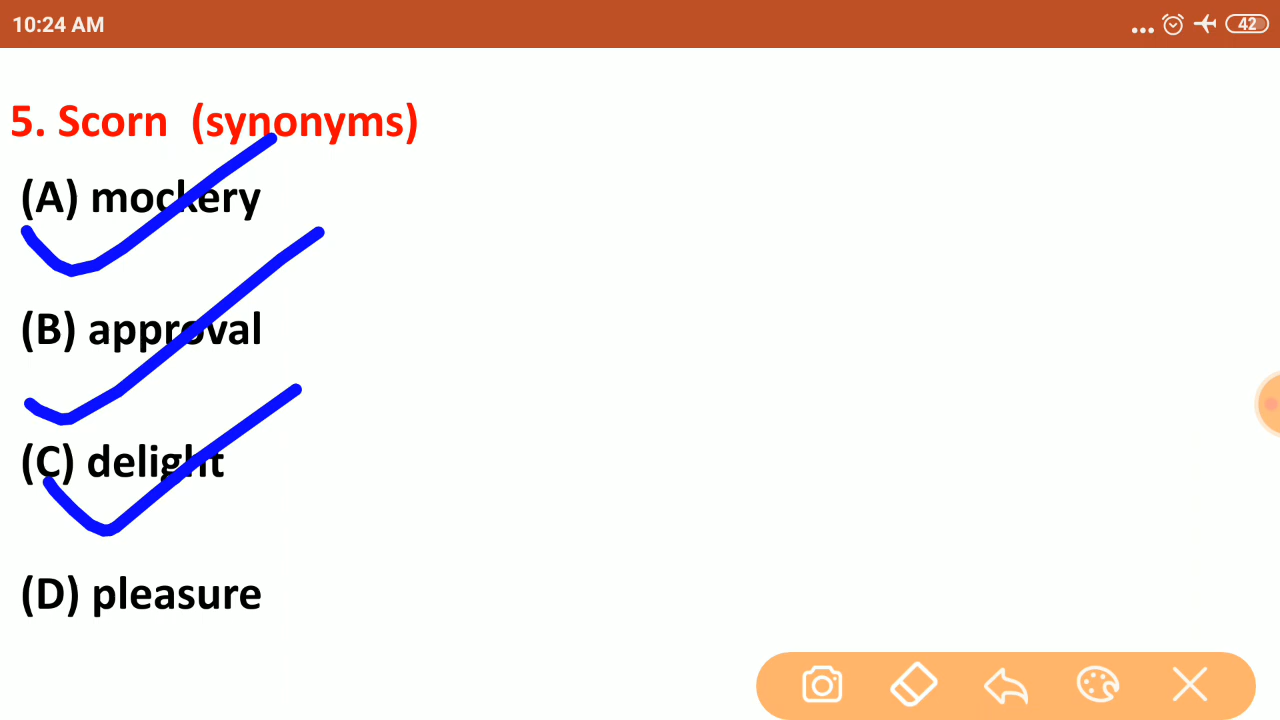 10:24 AM
42
5. Scorn (synonyms)
(A) mockery
(B) approval
(C) delight
(D) pleasure